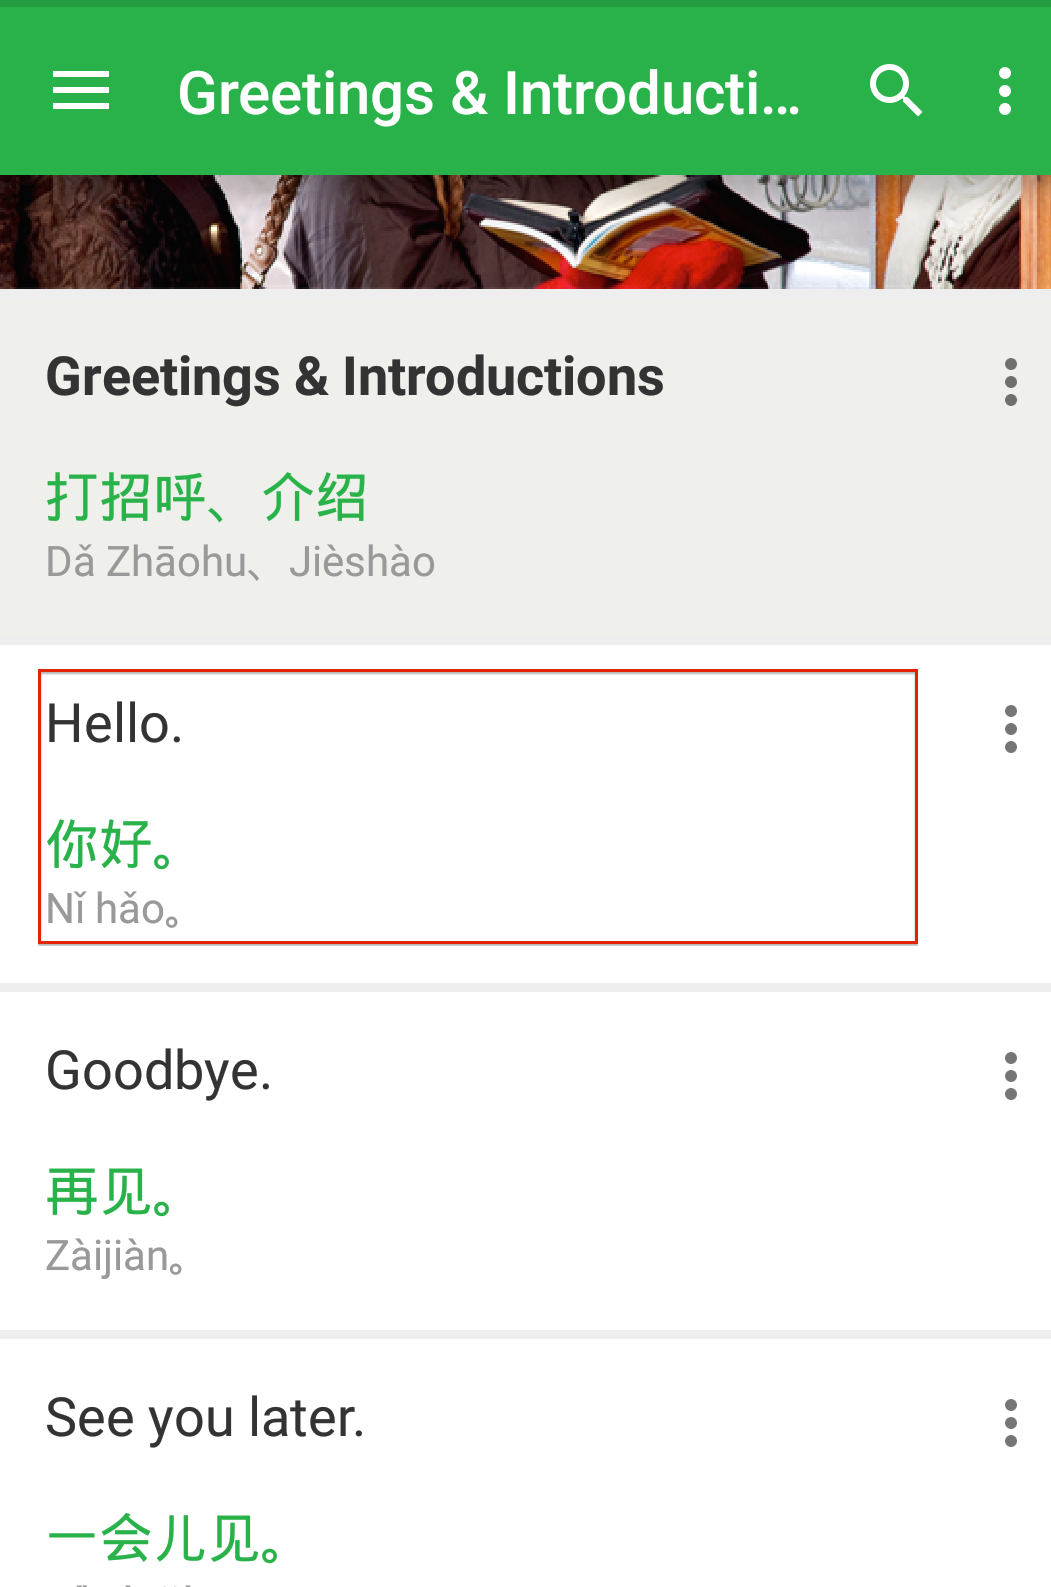 Greetings & Introducti...
Greetings & Introductions
打招呼、介绍
Dǎ Zhāohu、Jièshào
Hello.
你好。
Nǐ hǎo。
Goodbye.
再见。
Zàijiàn。
See you later.
一会儿见。